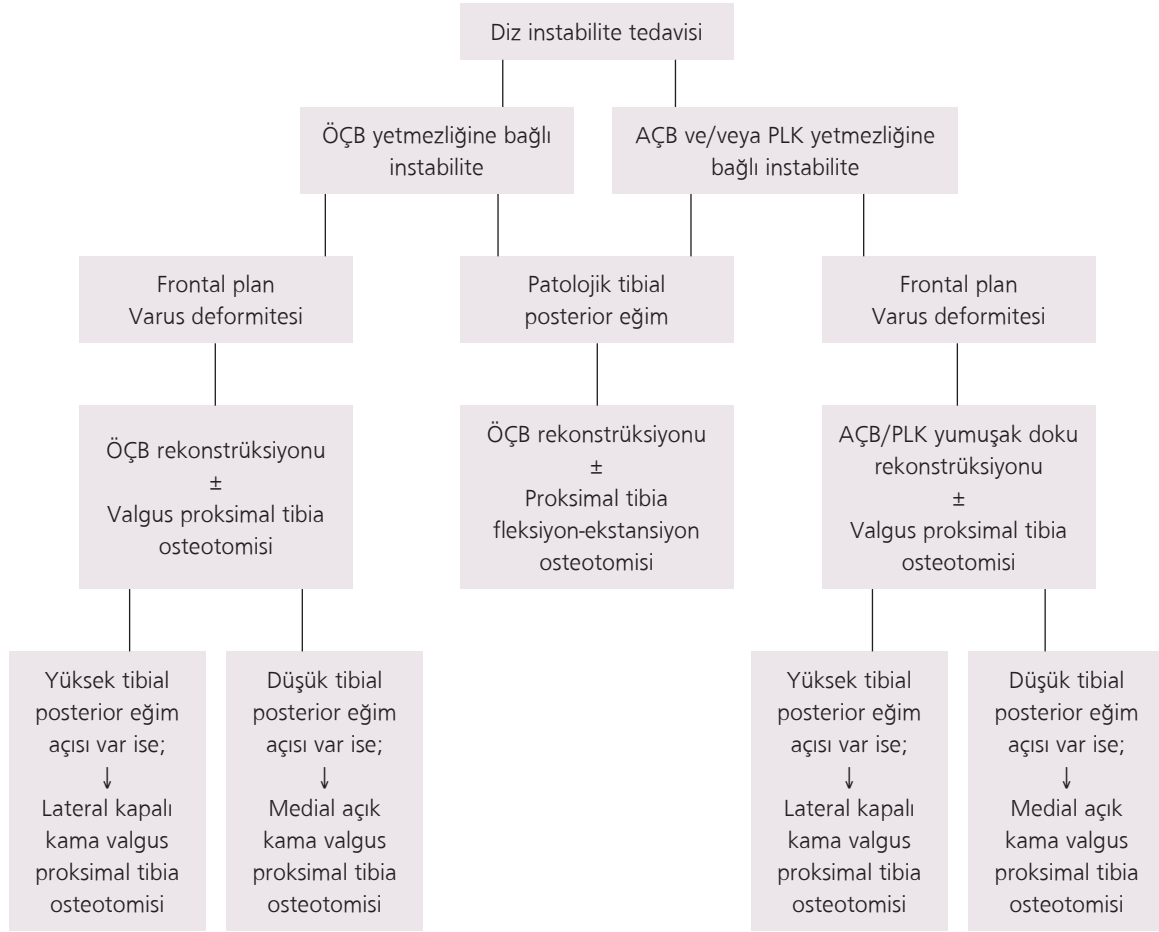 Diz instabilite tedavisi
ÖÇB yetmezliğine bağlı
instabilite
AÇB ve/veya PLK yetmezliğine
bağlı instabilite
Frontal plan
Varus deformitesi
Patolojik tibial
posterior eğim
Frontal plan
Varus deformitesi
ÖÇB rekonstrüksiyonu
±
Valgus proksimal tibia
osteotomisi
ÖÇB rekonstrüksiyonu
±
Proksimal tibia
fleksiyon-ekstansiyon
osteotomisi
AÇB/PLK yumuşak doku
rekonstrüksiyonu
±
Valgus proksimal tibia
osteotomisi
Yüksek tibial
posterior eğim
açısı var ise;
↓
Lateral kapalı
kama valgus
proksimal tibia
osteotomisi
Düşük tibial
posterior eğim
açısı var ise;
↓
Medial açık
kama valgus
proksimal tibia
osteotomisi
Yüksek tibial
posterior eğim
açısı var ise;
↓
Lateral kapalı
kama valgus
proksimal tibia
osteotomisi
Düşük tibial
posterior eğim
açısı var ise;
↓
Medial açık
kama valgus
proksimal tibia
osteotomisi